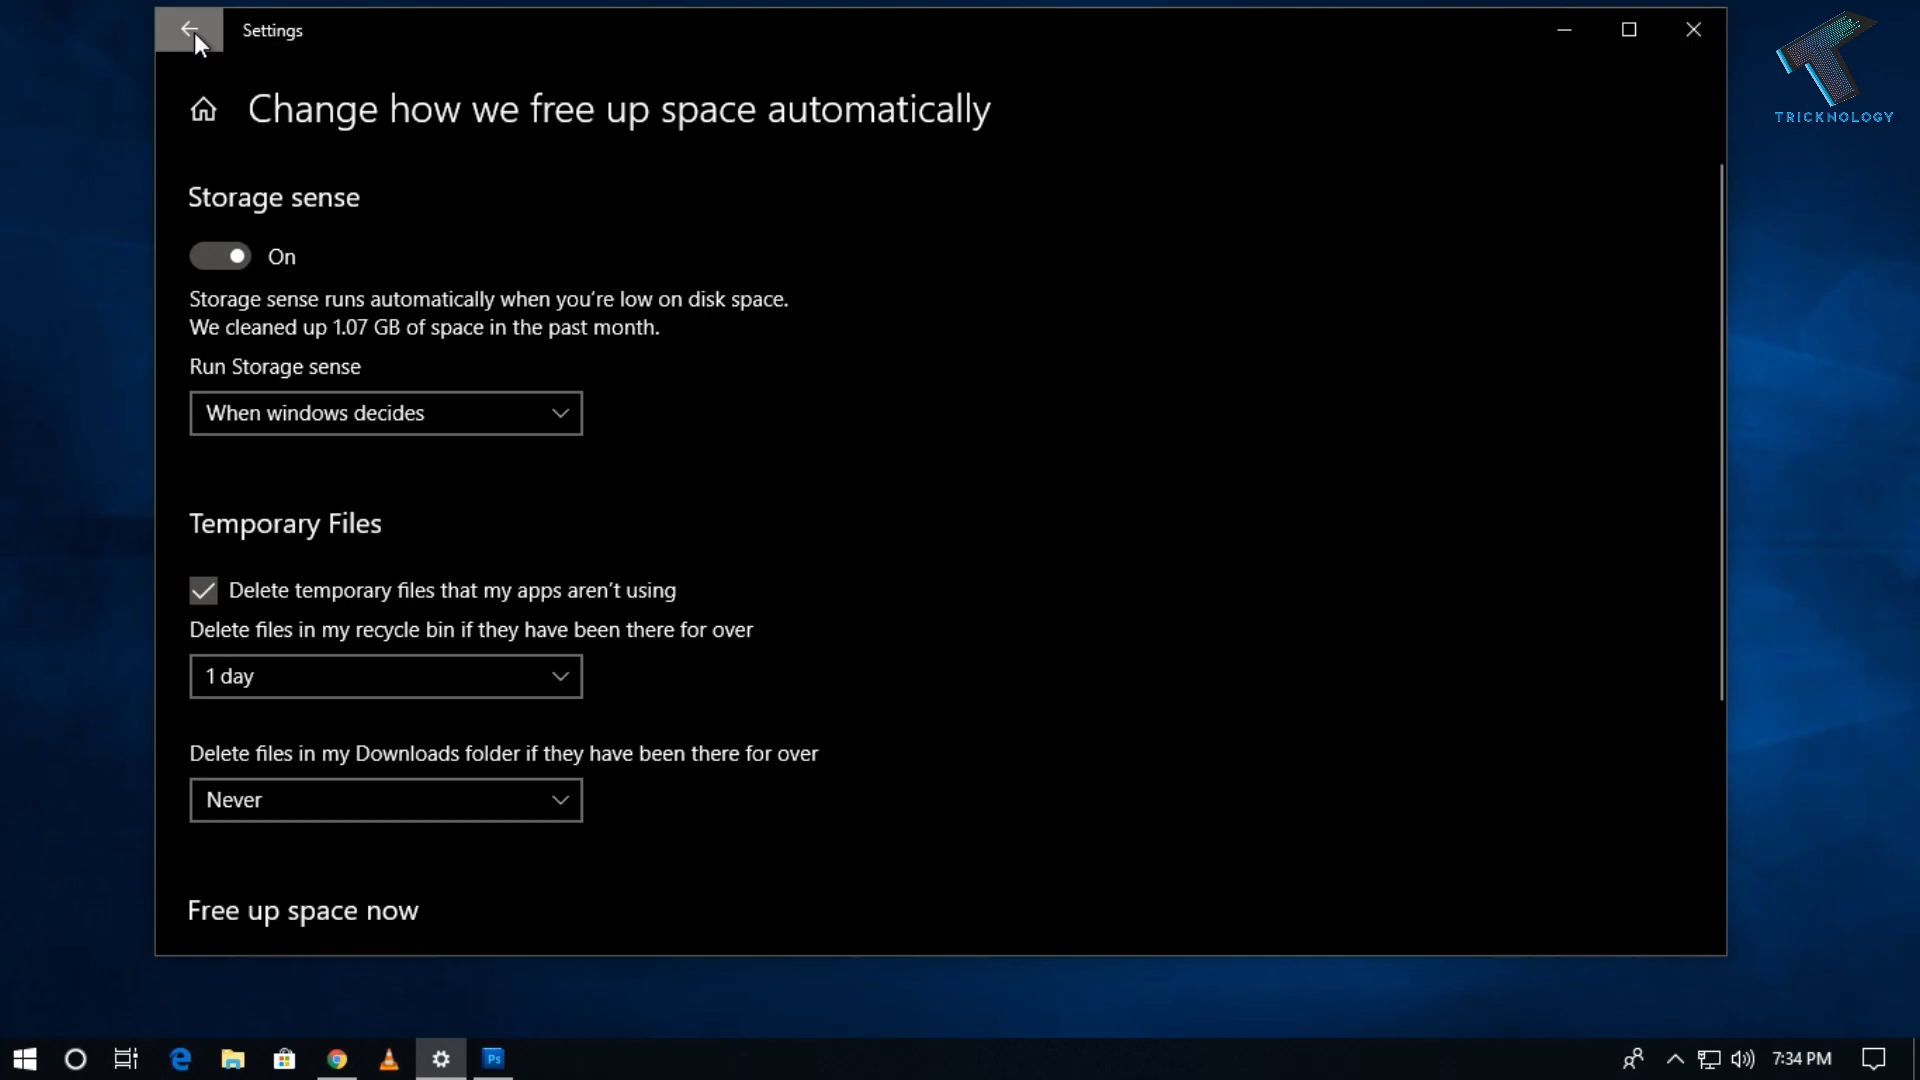 Settings
Change how we free up space automatically
TRICKNOLOGY
Storage sense
On
Storage sense runs automatically when you're low on disk space.
We cleaned up 1.07 GB of space in the past month.
Run Storage sense
When windows decides
Temporary Files
Delete temporary files that my apps aren't using
Delete files in my recycle bin if they have been there for over
1 day
Delete files in my Downloads folder if they have been there for over
Never
Free up space now
Ps
7:34 PM